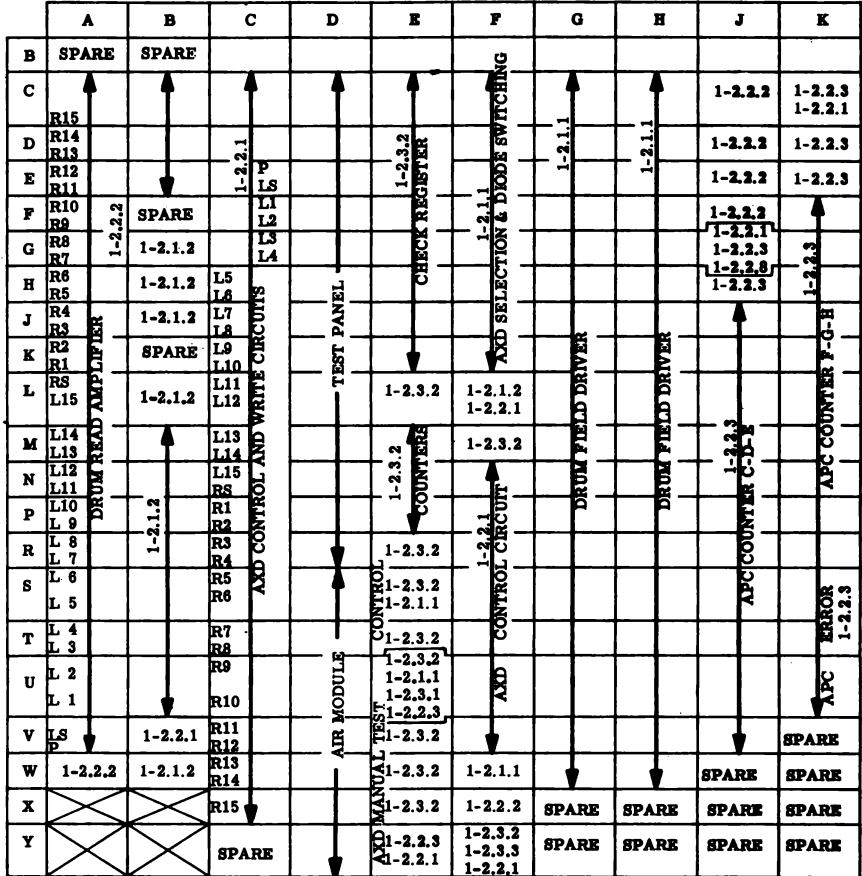 A B C D E F G H J K
B SPARE SPARE
C R15 1-2.2.2 1-2.2.3
1-2.2.1
D R14 1-2.2.2 1-2.2.3
R13
E R12 P 1-2.2.2 1-2.2.3
R11 LS
F R10 SPARE L1 1-2.2.2
R9 L2
G R8 1-2.1.2 L3 1-2.2.1
R7 L4 1-2.2.3
H R6 1-2.1.2 L5 1-2.2.8
R5 L6 1-2.2.3
J R4 1-2.1.2 L7
R3 L8
K R2 SPARE L9
R1 L10
L RS 1-2.1.2 L11 1-2.3.2 1-2.1.2
L15 L12 1-2.2.1
M L14 L13 1-2.3.2
L13 L14
N L12 L15
L11 RS
P L10 R1
L 9 R2
R L 8 R3 1-2.3.2
L 7 R4
S L 6 R5 1-2.3.2
L 5 R6 1-2.1.1
T L 4 R7 1-2.3.2
L 3 R8
U L 2 R9 1-2.3.2
1-2.1.1
L 1 R10 1-2.3.1
1-2.2.3
V LS 1-2.2.1 R11 1-2.3.2 SPARE
P R12
W 1-2.2.2 1-2.1.2 R13 1-2.3.2 1-2.1.1 SPARE SPARE
R14
X R15 1-2.3.2 1-2.2.2 SPARE SPARE SPARE SPARE
Y SPARE 1-2.2.3 1-2.3.2 SPARE SPARE SPARE SPARE
1-2.2.1 1-2.3.3
1-2.2.1
1-2.2.2
DRUM READ AMPLIFIER
1-2.1.2
1-2.2.1
AXD CONTROL AND WRITE CIRCUITS
TEST PANEL
AIR MODULE
1-2.3.2
CHECK REGISTER
1-2.3.2
COUNTERS
AXD MANUAL TEST CONTROL
1-2.1.1
AXD SELECTION & DIODE SWITCHING
1-2.2.1
AXD CONTROL CIRCUIT
1-2.1.1
DRUM FIELD DRIVER
1-2.1.1
DRUM FIELD DRIVER
1-2.2.3
APC COUNTER C-D-E
1-2.2.3
APC COUNTER F-G-H
APC ERROR
1-2.2.3